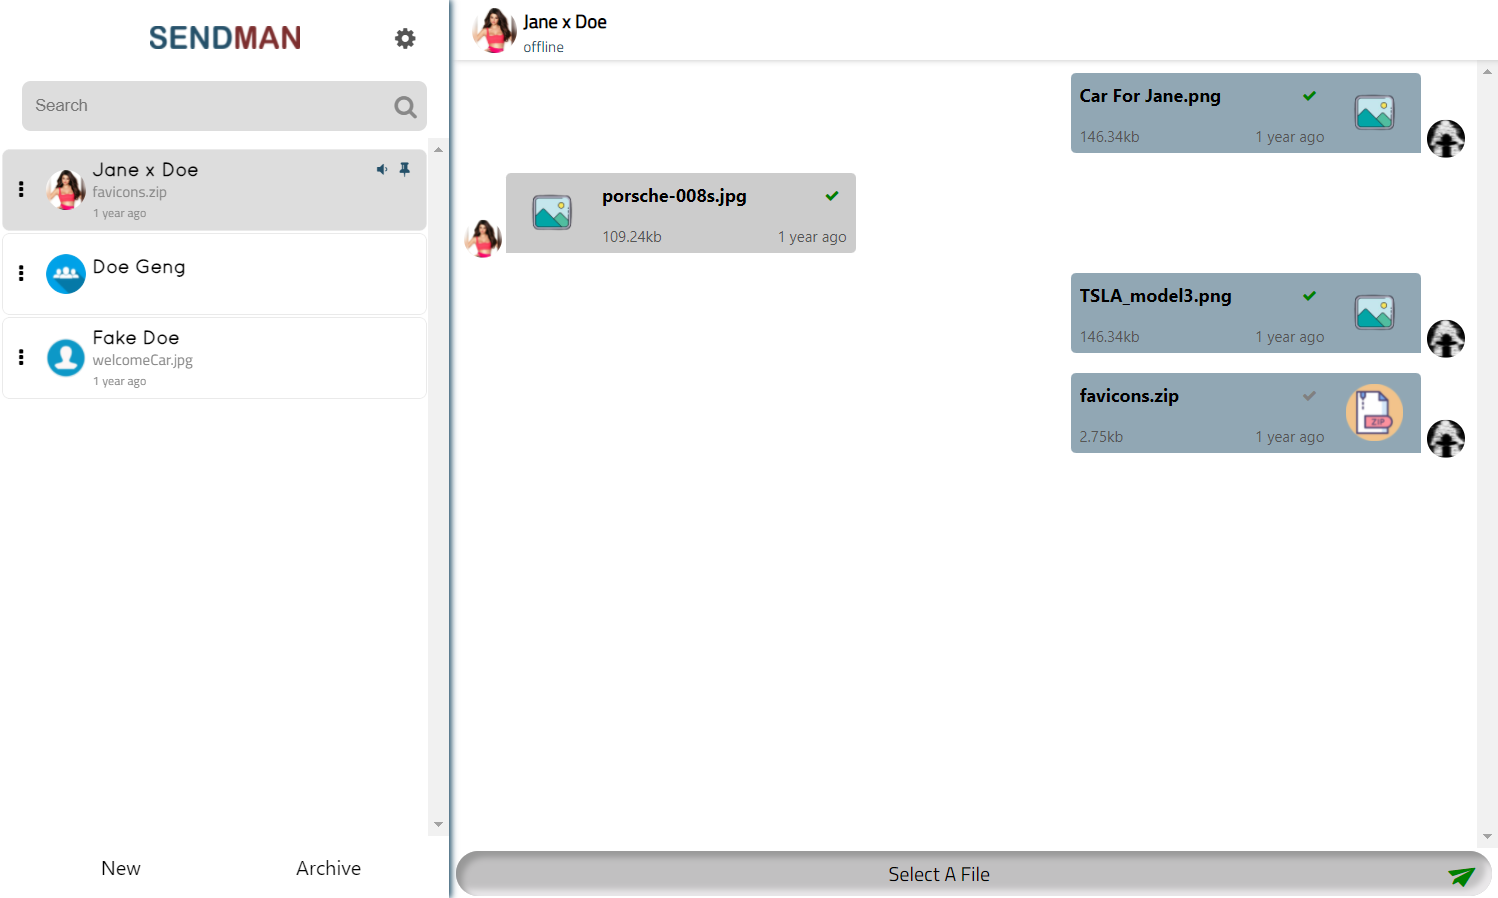 SENDMAN
Search
Jane x Doe
favicons.zip
1 year ago
Doe Geng
Fake Doe
welcomeCar.jpg
1 year ago
New
Archive
Jane x Doe
offline
Car For Jane.png
146.34kb
1 year ago
porsche-008s.jpg
109.24kb
1 year ago
TSLA_model3.png
146.34kb
1 year ago
favicons.zip
2.75kb
1 year ago
ZIP
Select A File